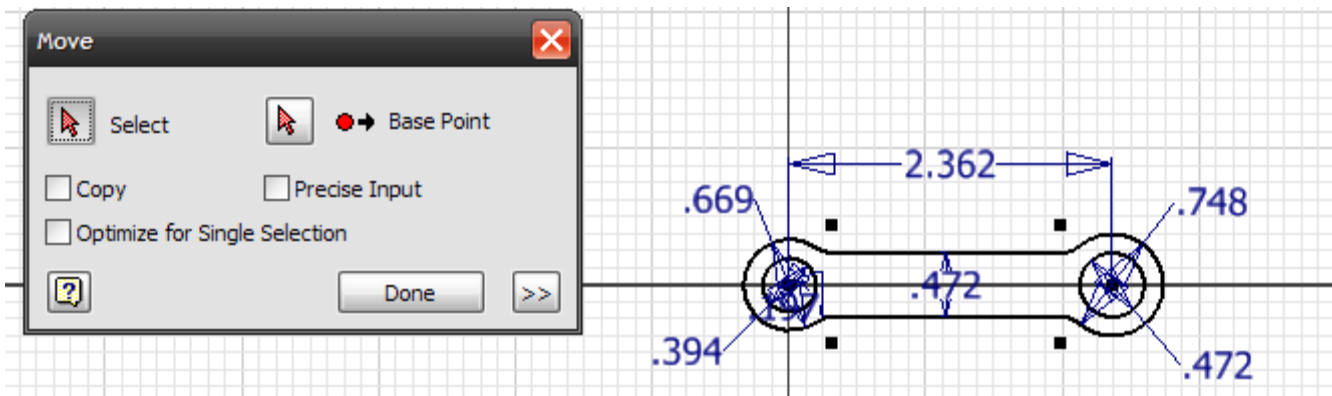 Move
Select
Base Point
Copy
Precise Input
Optimize for Single Selection
?
Done
>>
2.362
.669
.748
.472
.197
.394
.472